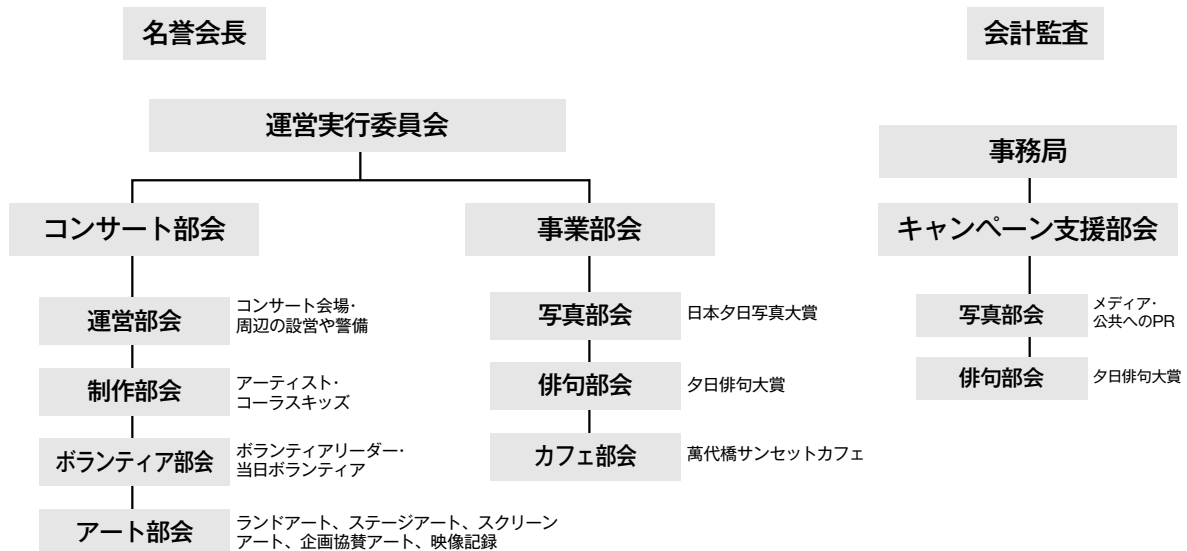 名誉会長
会計監査
運営実行委員会
事務局
コンサート部会
事業部会
キャンペーン支援部会
運営部会
コンサート会場・
周辺の設営や警備
制作部会
アーティスト・
コーラスキッズ
ボランティア部会
ボランティアリーダー・
当日ボランティア
アート部会
ランドアート、ステージアート、スクリーン
アート、企画協賛アート、映像記録
写真部会
日本夕日写真大賞
俳句部会
夕日俳句大賞
カフェ部会
萬代橋サンセットカフェ
写真部会
メディア・
公共へのPR
俳句部会
夕日俳句大賞